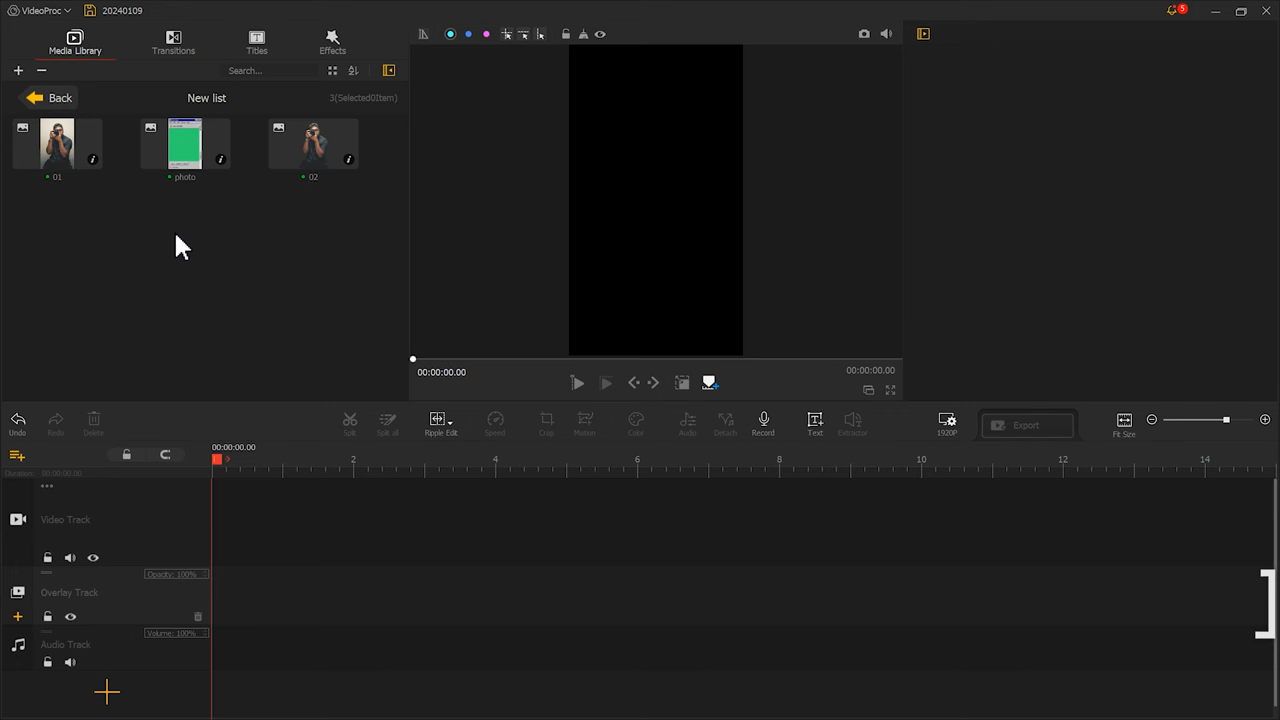 VideoProc 20240109 5
Media Library Transitions Titles Effects
Search...
Back New list 3(Selected0Item)
01 photo 02
00:00:00.00 00:00:00.00
Undo Redo Delete Split Split all Ripple Edit Speed Crop Motion Color Audio Detach Record Text Extractor 1920P Export Fit Size
00:00:00.00
2 4 6 8 10 12 14
Duration: 00:00:00.00
Video Track
Opacity: 100%
Overlay Track
Volume: 100%
Audio Track